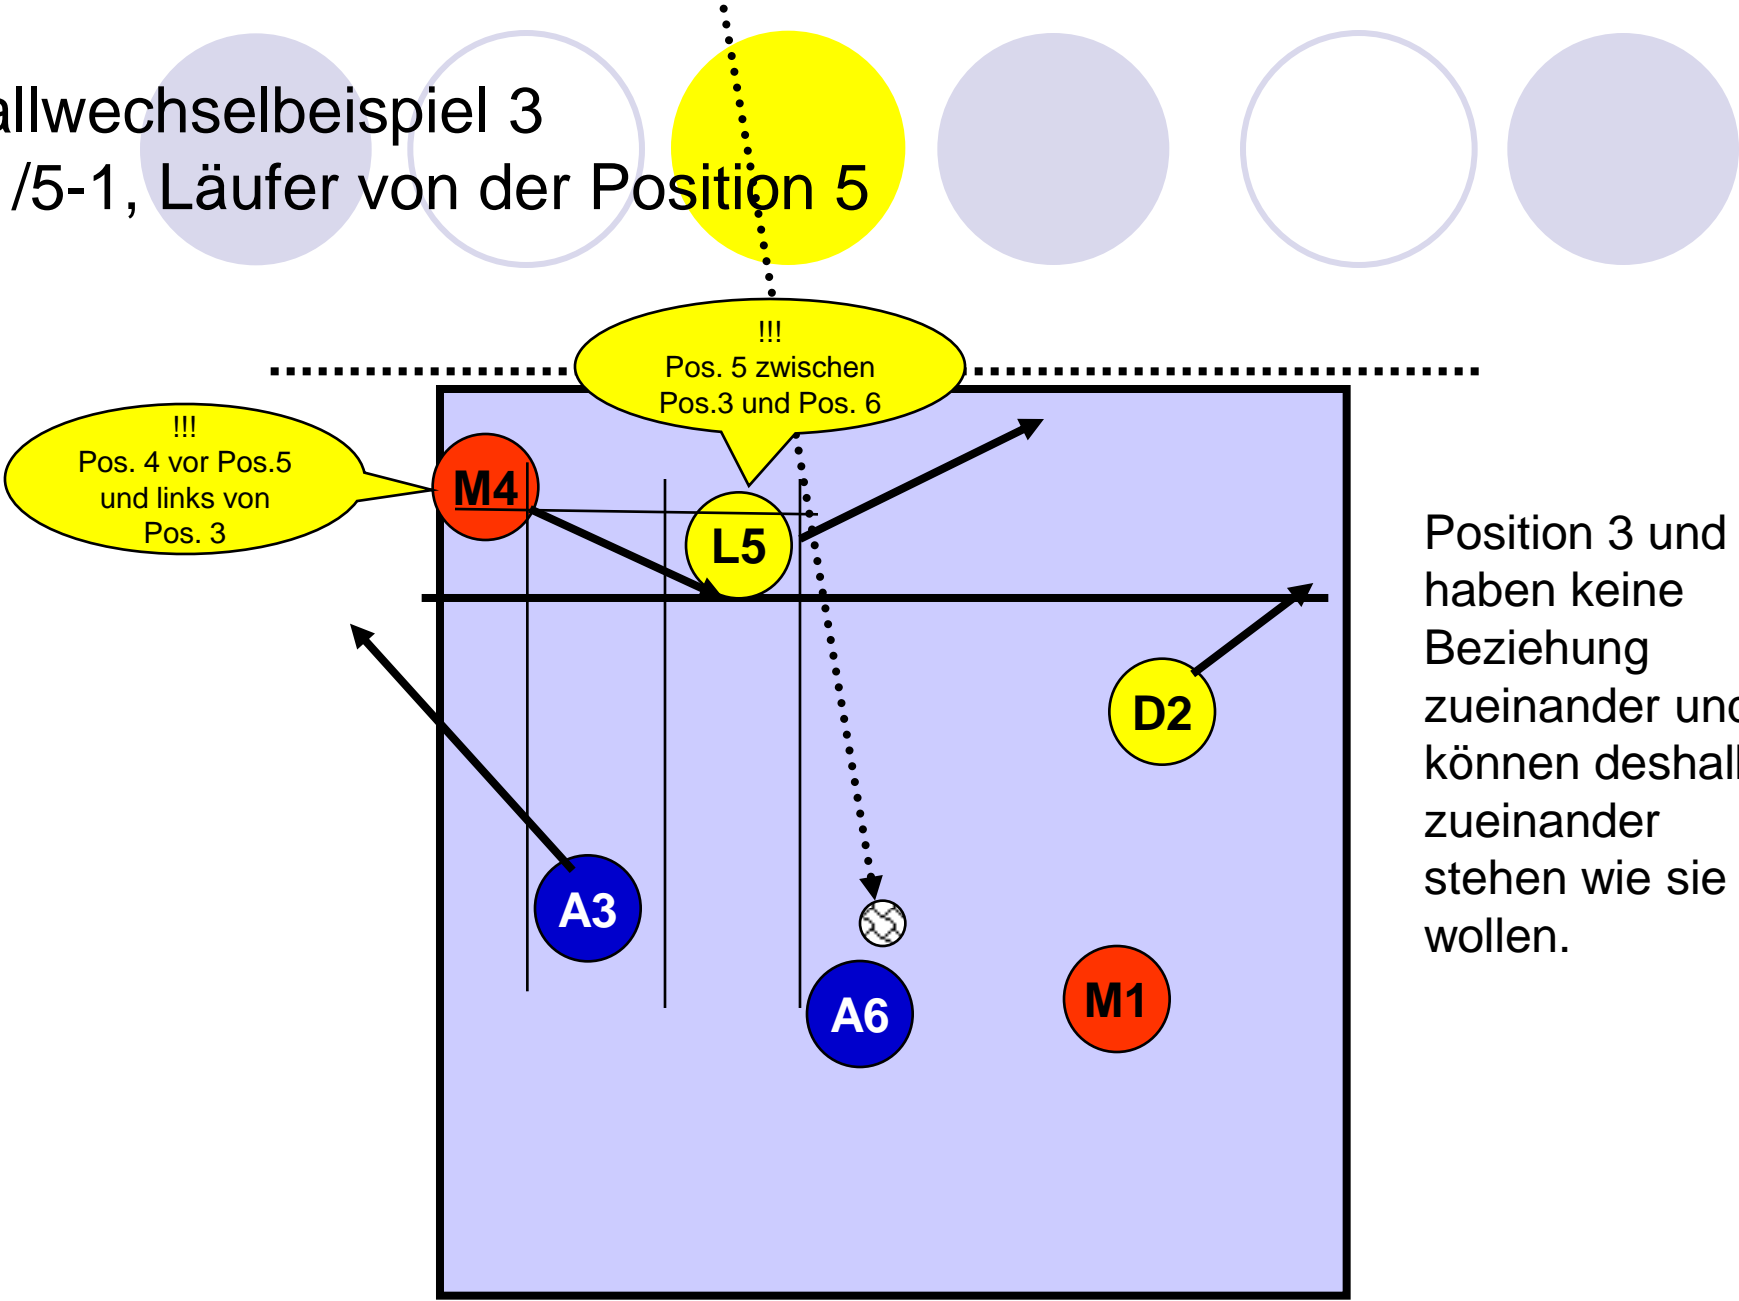 allwechselbeispiel 3
/5-1, Läufer von der Position 5
!!!
Pos. 5 zwischen
Pos.3 und Pos. 6
!!!
Pos. 4 vor Pos.5
und links von
Pos. 3
M4
L5
D2
A3
A6
M1
Position 3 und
haben keine
Beziehung
zueinander und
können deshalb
zueinander
stehen wie sie
wollen.